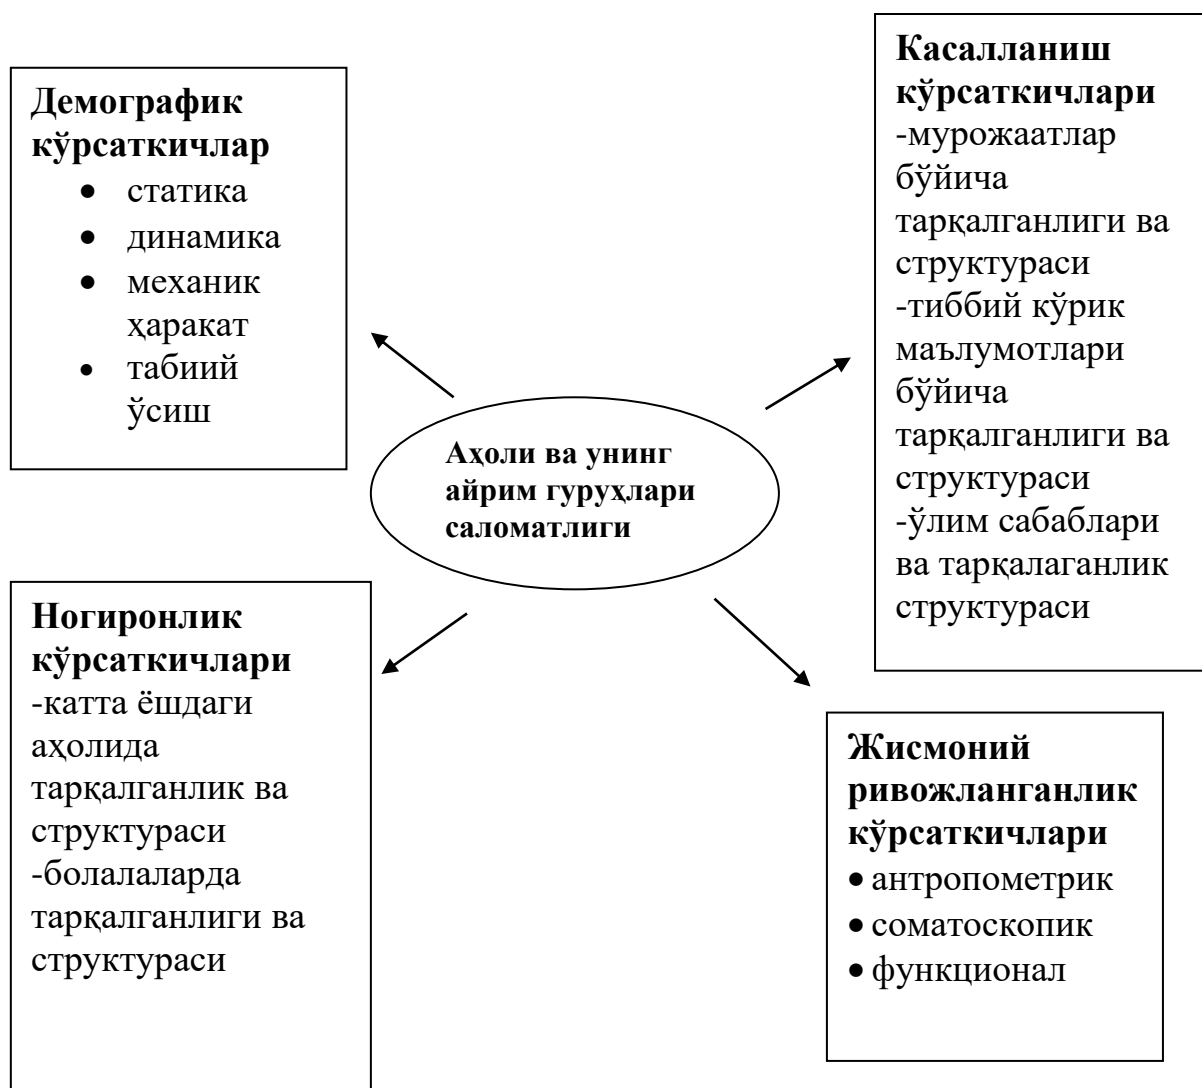 Демографик
кўрсаткичлар
• статика
• динамика
• механик
ҳаракат
• табиий
ўсиш
Касалланиш
кўрсаткичлари
-мурожаатлар
бўйича
тарқалганлиги ва
структураси
-тиббий кўрик
маълумотлари
бўйича
тарқалганлиги ва
структураси
-ўлим сабаблари
ва тарқалаганлик
структураси
Аҳоли ва унинг
айрим гуруҳлари
саломатлиги
Ногиронлик
кўрсаткичлари
-катта ёшдаги
аҳолида
тарқалганлик ва
структураси
-болалаларда
тарқалганлиги ва
структураси
Жисмоний
ривожланганлик
кўрсаткичлари
• антропометрик
• соматоскопик
• функционал